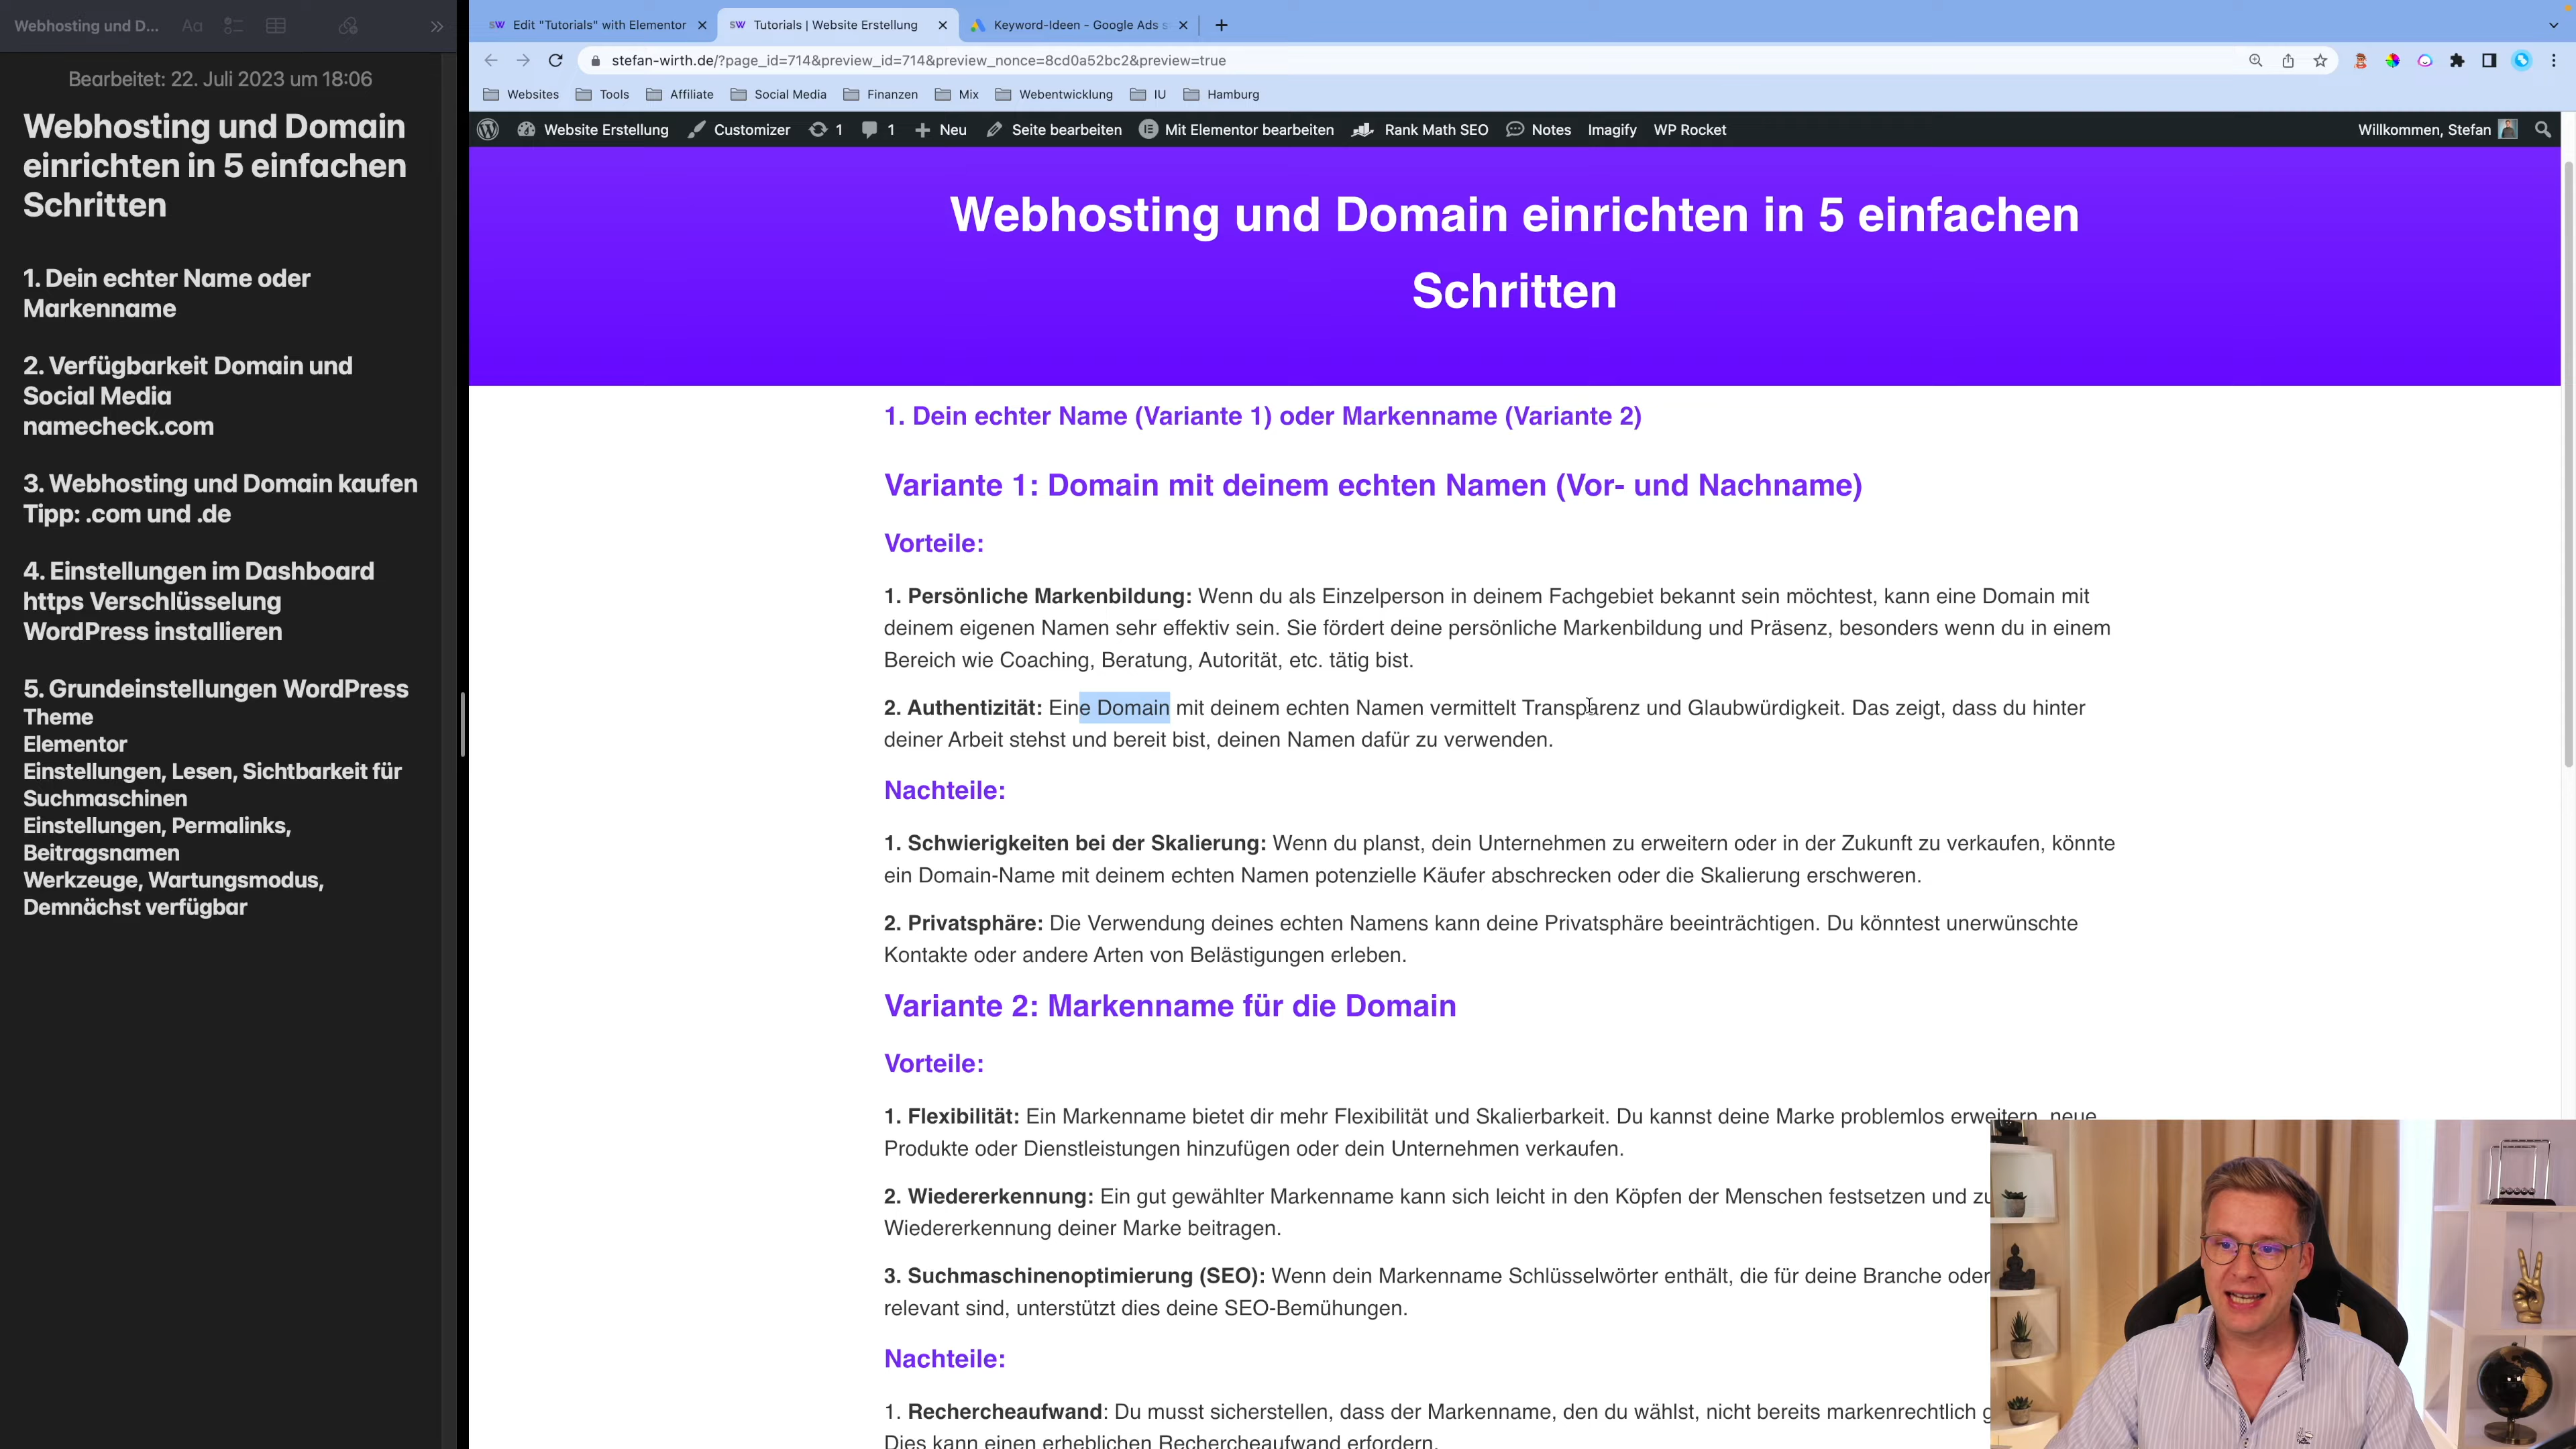 Webhosting und D...
Aa
Bearbeitet: 22. Juli 2023 um 18:06
Webhosting und Domain
einrichten in 5 einfachen
Schritten
1. Dein echter Name oder
Markenname
2. Verfügbarkeit Domain und
Social Media
namecheck.com
3. Webhosting und Domain kaufen
Tipp: .com und .de
4. Einstellungen im Dashboard
https Verschlüsselung
WordPress installieren
5. Grundeinstellungen WordPress
Theme
Elementor
Einstellungen, Lesen, Sichtbarkeit für
Suchmaschinen
Einstellungen, Permalinks,
Beitragsnamen
Werkzeuge, Wartungsmodus,
Demnächst verfügbar
SW Edit "Tutorials" with Elementor
SW Tutorials | Website Erstellung
Keyword-Ideen - Google Ads
stefan-wirth.de/?page_id=714&preview_id=714&preview_nonce=8cd0a52bc2&preview=true
Websites Tools Affiliate Social Media Finanzen Mix Webentwicklung IU Hamburg
Website Erstellung Customizer 1 1 Neu Seite bearbeiten Mit Elementor bearbeiten Rank Math SEO Notes Imagify WP Rocket Willkommen, Stefan
Webhosting und Domain einrichten in 5 einfachen
Schritten
1. Dein echter Name (Variante 1) oder Markenname (Variante 2)
Variante 1: Domain mit deinem echten Namen (Vor- und Nachname)
Vorteile:
1. Persönliche Markenbildung: Wenn du als Einzelperson in deinem Fachgebiet bekannt sein möchtest, kann eine Domain mit
deinem eigenen Namen sehr effektiv sein. Sie fördert deine persönliche Markenbildung und Präsenz, besonders wenn du in einem
Bereich wie Coaching, Beratung, Autorität, etc. tätig bist.
2. Authentizität: Eine Domain mit deinem echten Namen vermittelt Transparenz und Glaubwürdigkeit. Das zeigt, dass du hinter
deiner Arbeit stehst und bereit bist, deinen Namen dafür zu verwenden.
Nachteile:
1. Schwierigkeiten bei der Skalierung: Wenn du planst, dein Unternehmen zu erweitern oder in der Zukunft zu verkaufen, könnte
ein Domain-Name mit deinem echten Namen potenzielle Käufer abschrecken oder die Skalierung erschweren.
2. Privatsphäre: Die Verwendung deines echten Namens kann deine Privatsphäre beeinträchtigen. Du könntest unerwünschte
Kontakte oder andere Arten von Belästigungen erleben.
Variante 2: Markenname für die Domain
Vorteile:
1. Flexibilität: Ein Markenname bietet dir mehr Flexibilität und Skalierbarkeit. Du kannst deine Marke problemlos erweitern, neue
Produkte oder Dienstleistungen hinzufügen oder dein Unternehmen verkaufen.
2. Wiedererkennung: Ein gut gewählter Markenname kann sich leicht in den Köpfen der Menschen festsetzen und zu
Wiedererkennung deiner Marke beitragen.
3. Suchmaschinenoptimierung (SEO): Wenn dein Markenname Schlüsselwörter enthält, die für deine Branche oder
relevant sind, unterstützt dies deine SEO-Bemühungen.
Nachteile:
1. Rechercheaufwand: Du musst sicherstellen, dass der Markenname, den du wählst, nicht bereits markenrechtlich
Dies kann einen erheblichen Rechercheaufwand erfordern.